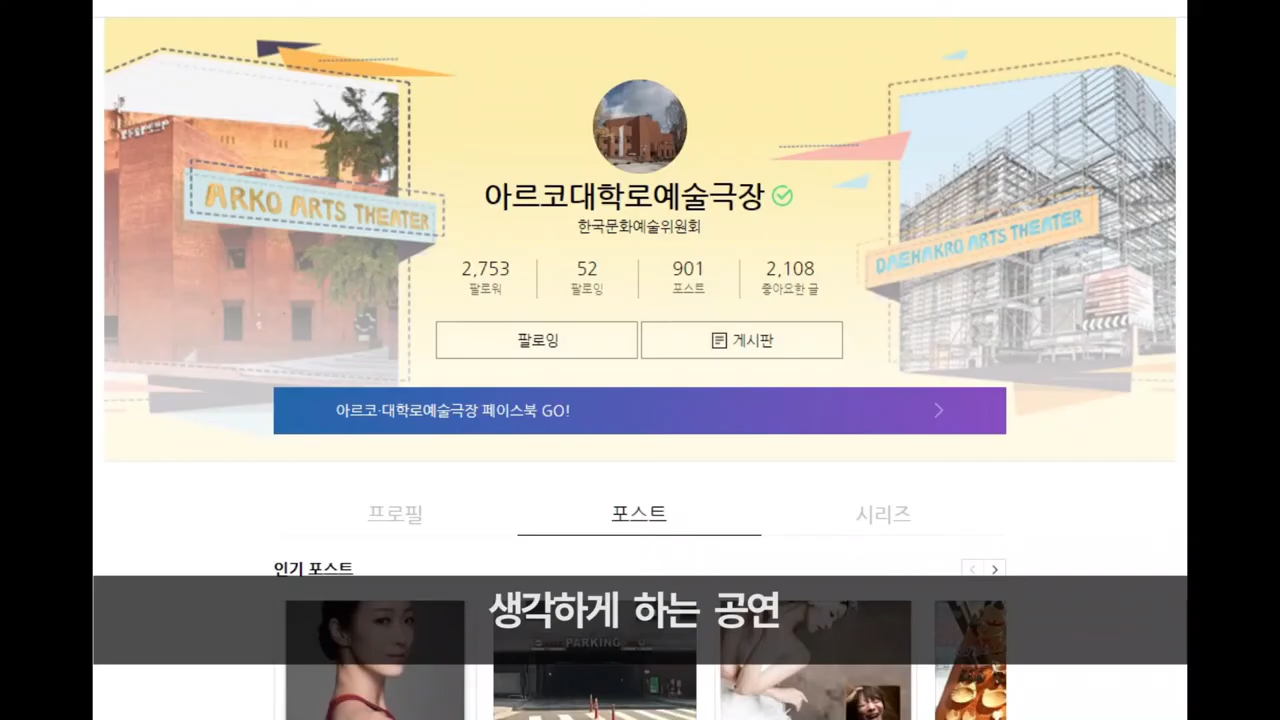 ARKO ARTS THEATER
DAEHAKRO ARTS THEATER
아르코대학로예술극장
한국문화예술위원회
2,753 52 901 2,108
팔로워 팔로잉 포스트 좋아요한 글
팔로잉 게시판
아르코·대학로예술극장 페이스북 GO!
프로필 포스트 시리즈
인기 포스트
생각하게 하는 공연
PARKING